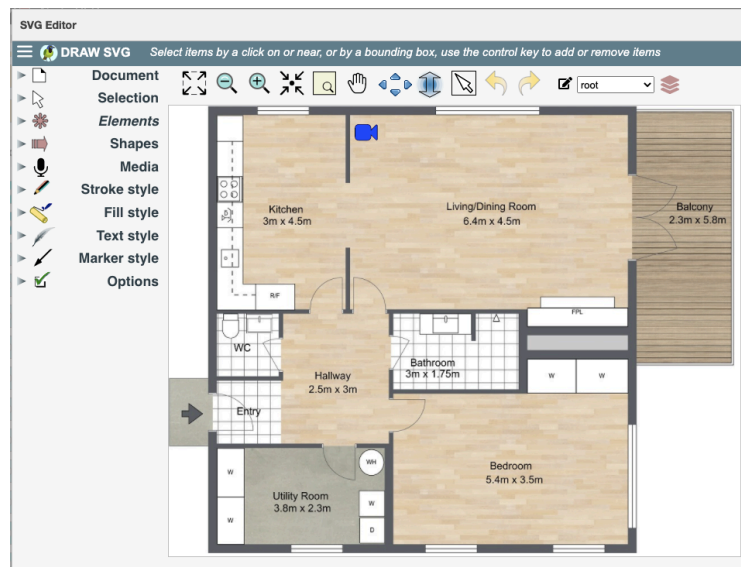 SVG Editor
DRAW SVG
Select items by a click on or near, or by a bounding box, use the control key to add or remove items
Document
Selection
Elements
Shapes
Media
Stroke style
Fill style
Text style
Marker style
Options
root
Kitchen
3m x 4.5m
Living/Dining Room
6.4m x 4.5m
Balcony
2.3m x 5.8m
R/F
FPL
WC
Bathroom
3m x 1.75m
Hallway
2.5m x 3m
W
W
Entry
Bedroom
5.4m x 3.5m
WH
W
Utility Room
3.8m x 2.3m
W
W
D